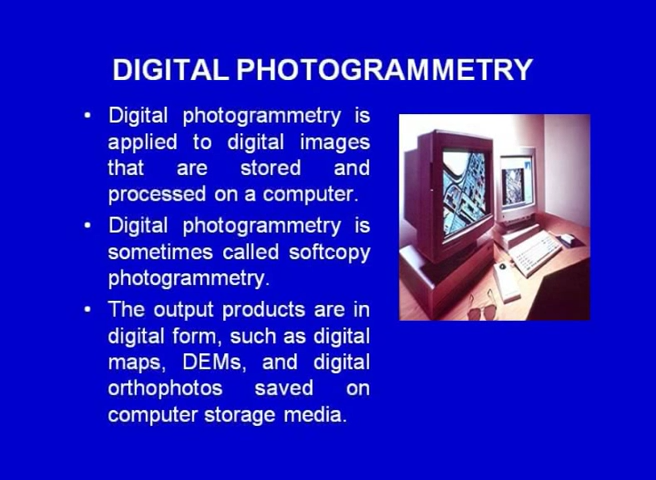 DIGITAL PHOTOGRAMMETRY
• Digital photogrammetry is
applied to digital images
that are stored and
processed on a computer.
• Digital photogrammetry is
sometimes called softcopy
photogrammetry.
• The output products are in
digital form, such as digital
maps, DEMs, and digital
orthophotos saved on
computer storage media.